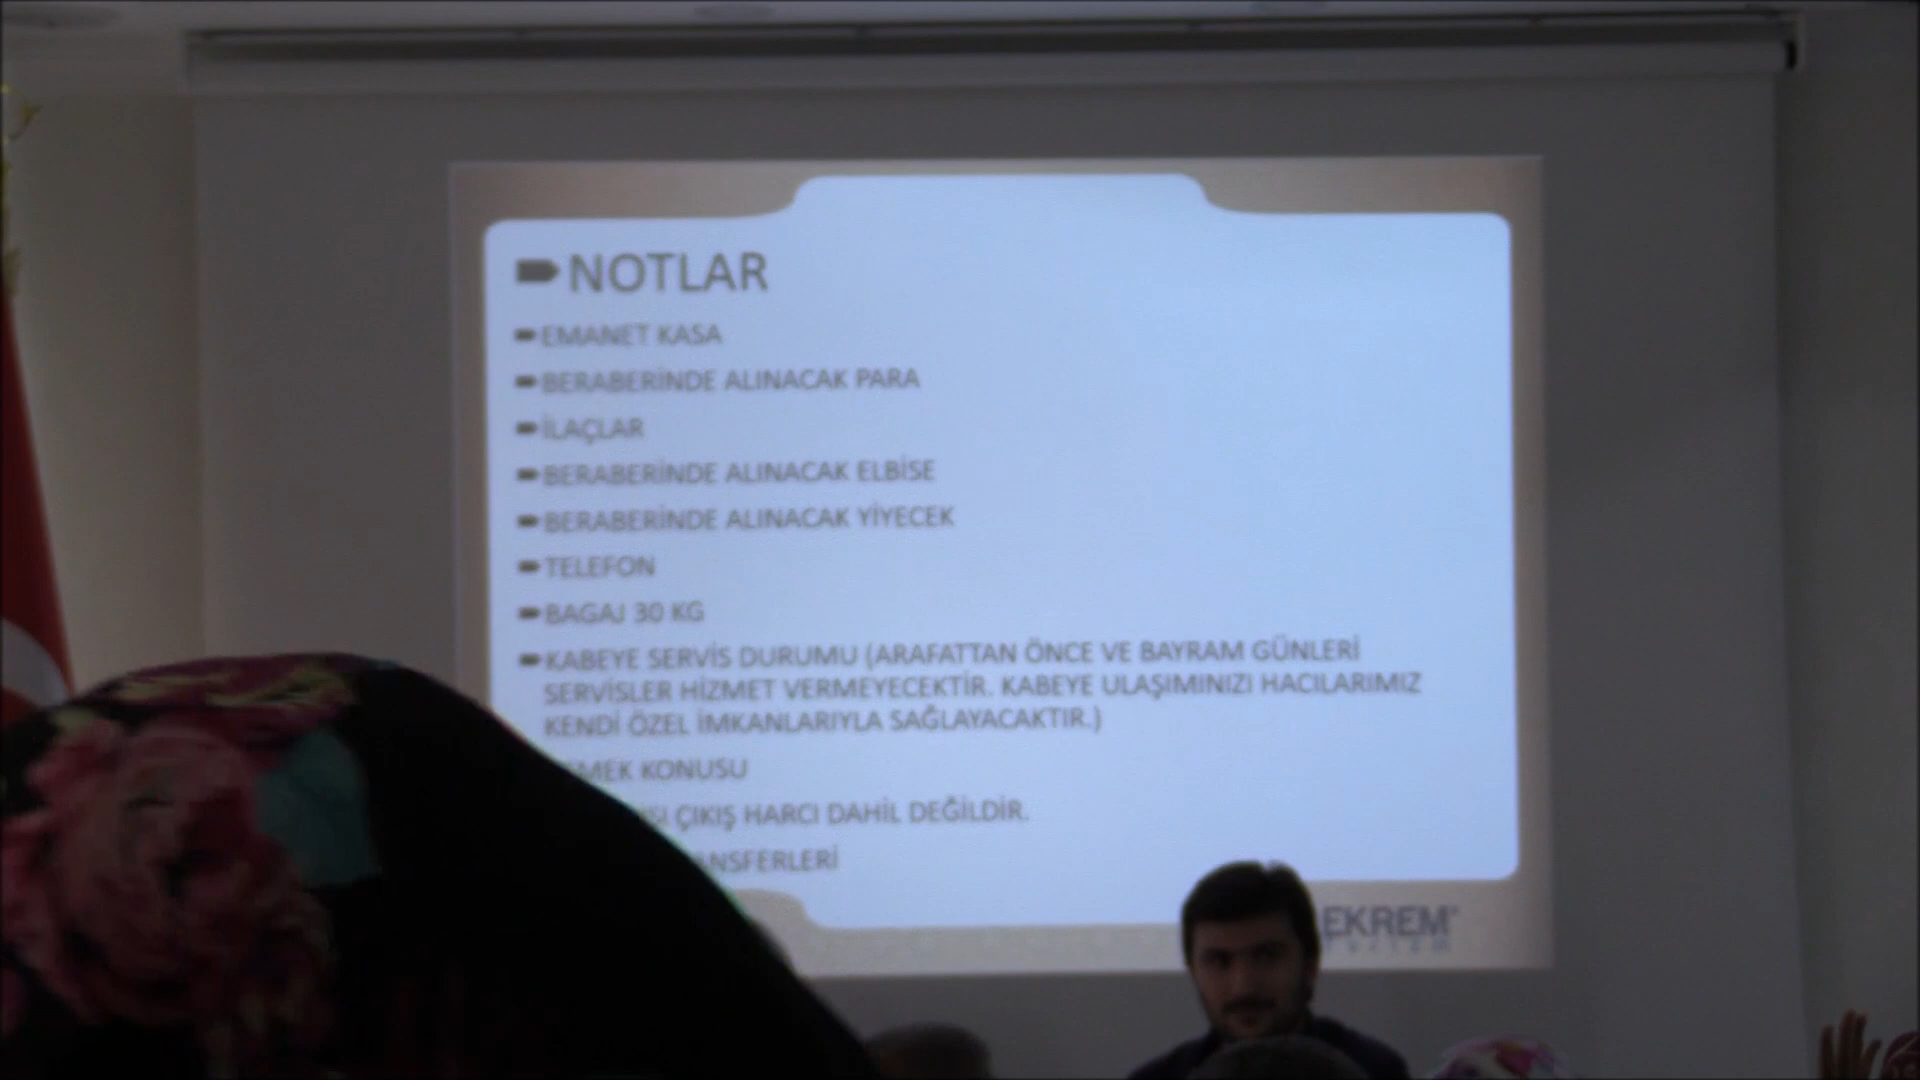 NOTLAR
EMANET KASA
BERABERİNDE ALINACAK PARA
İLAÇLAR
BERABERİNDE ALINACAK ELBİSE
BERABERİNDE ALINACAK YİYECEK
TELEFON
BAGAJ 30 KG
KABEYE SERVİS DURUMU (ARAFATTAN ÖNCE VE BAYRAM GÜNLERİ
SERVİSLER HİZMET VERMEYECEKTİR. KABEYE ULAŞIMINIZI HACILARIMIZ
KENDİ ÖZEL İMKANLARIYLA SAĞLAYACAKTIR.)
KONUSU
ÇIKIŞ HARCI DAHİL DEĞİLDİR.
EKREM